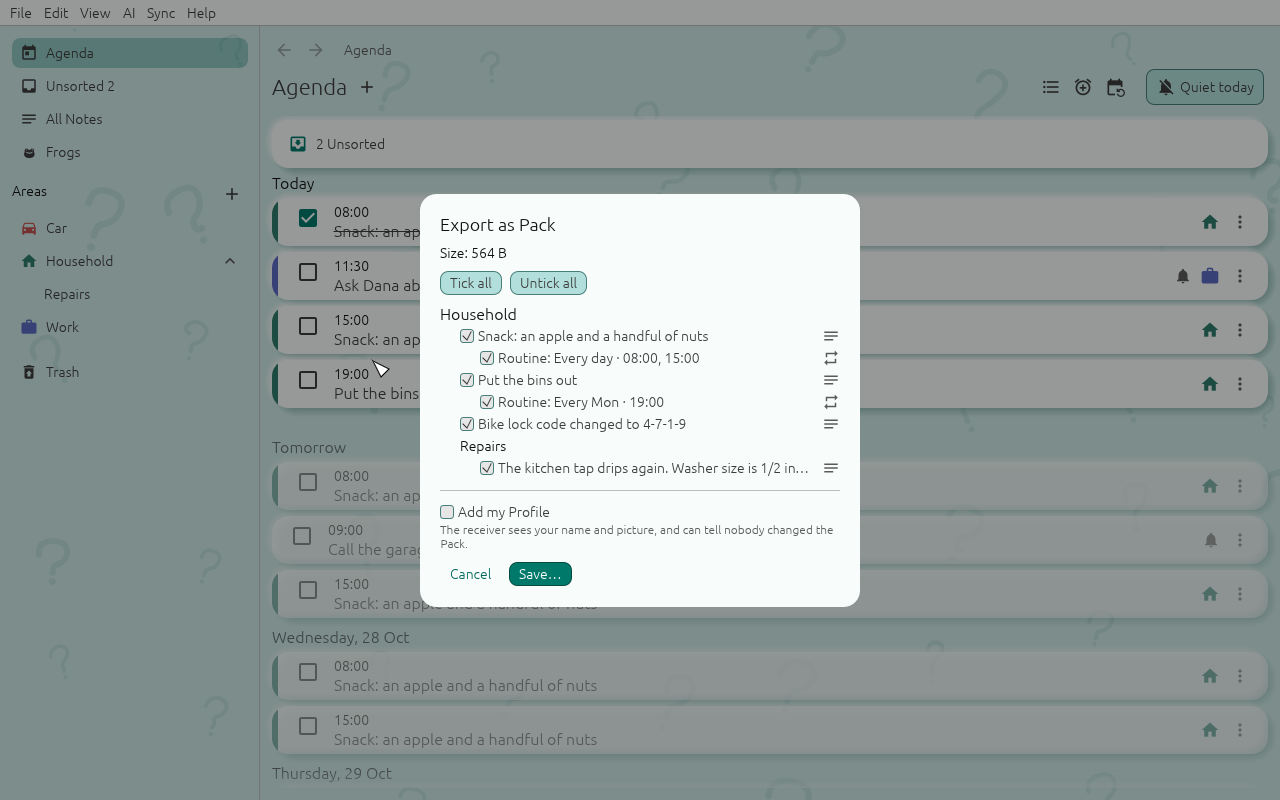 File Edit View AI Sync Help
Agenda
Unsorted 2
All Notes
Frogs
Areas
Car
Household
Repairs
Work
Trash
Agenda
Agenda
Quiet today
2 Unsorted
Today
08:00
Snack: an ap
11:30
Ask Dana ab
15:00
Snack: an ap
19:00
Put the bins
Tomorrow
08:00
Snack: an ap
09:00
Call the garag
15:00
Snack: an apple and a handful of nuts
Wednesday, 28 Oct
08:00
Snack: an apple and a handful of nuts
15:00
Snack: an apple and a handful of nuts
Thursday, 29 Oct
Export as Pack
Size: 564 B
Tick all Untick all
Household
Snack: an apple and a handful of nuts
Routine: Every day · 08:00, 15:00
Put the bins out
Routine: Every Mon · 19:00
Bike lock code changed to 4-7-1-9
Repairs
The kitchen tap drips again. Washer size is 1/2 in…
Add my Profile
The receiver sees your name and picture, and can tell nobody changed the
Pack.
Cancel Save…